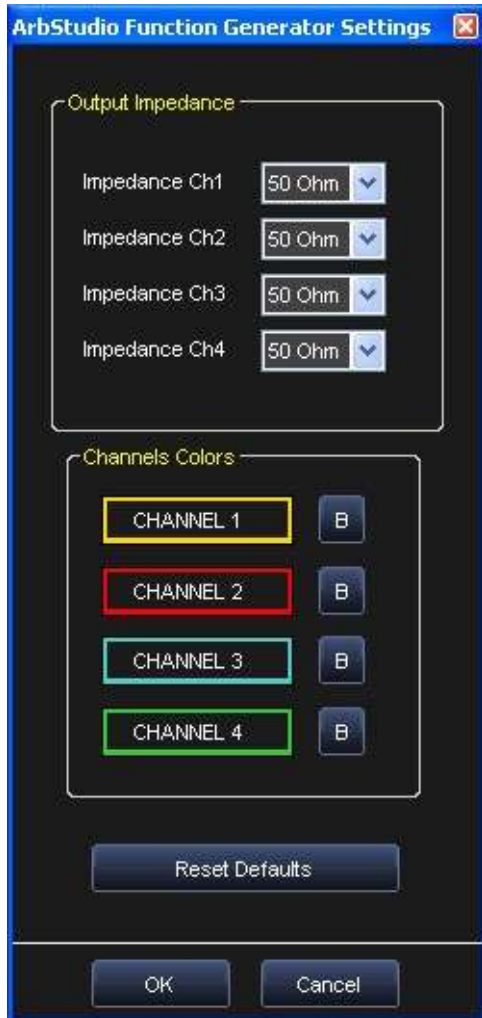 ArbStudio Function Generator Settings
Output Impedance
Impedance Ch1 50 Ohm
Impedance Ch2 50 Ohm
Impedance Ch3 50 Ohm
Impedance Ch4 50 Ohm
Channels Colors
CHANNEL 1 B
CHANNEL 2 B
CHANNEL 3 B
CHANNEL 4 B
Reset Defaults
OK Cancel